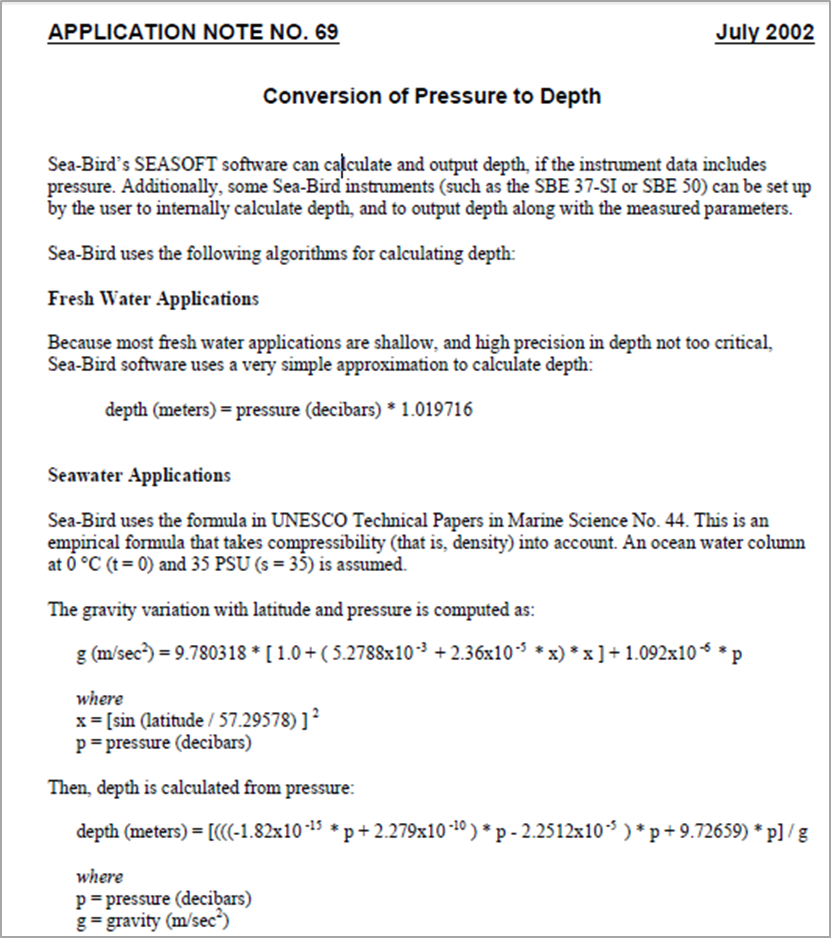 APPLICATION NOTE NO. 69 July 2002
Conversion of Pressure to Depth
Sea-Bird's SEASOFT software can calculate and output depth, if the instrument data includes
pressure. Additionally, some Sea-Bird instruments (such as the SBE 37-SI or SBE 50) can be set up
by the user to internally calculate depth, and to output depth along with the measured parameters.
Sea-Bird uses the following algorithms for calculating depth:
Fresh Water Applications
Because most fresh water applications are shallow, and high precision in depth not too critical,
Sea-Bird software uses a very simple approximation to calculate depth:
depth (meters) = pressure (decibars) * 1.019716
Seawater Applications
Sea-Bird uses the formula in UNESCO Technical Papers in Marine Science No. 44. This is an
empirical formula that takes compressibility (that is, density) into account. An ocean water column
at 0 °C (t = 0) and 35 PSU (s = 35) is assumed.
The gravity variation with latitude and pressure is computed as:
g (m/sec²) = 9.780318 * [ 1.0 + ( 5.2788x10⁻³ + 2.36x10⁻⁵ * x) * x ] + 1.092x10⁻⁶ * p
where
x = [sin (latitude / 57.29578) ]²
p = pressure (decibars)
Then, depth is calculated from pressure:
depth (meters) = [(((-1.82x10⁻¹⁵ * p + 2.279x10⁻¹⁰ ) * p - 2.2512x10⁻⁵ ) * p + 9.72659) * p] / g
where
p = pressure (decibars)
g = gravity (m/sec²)